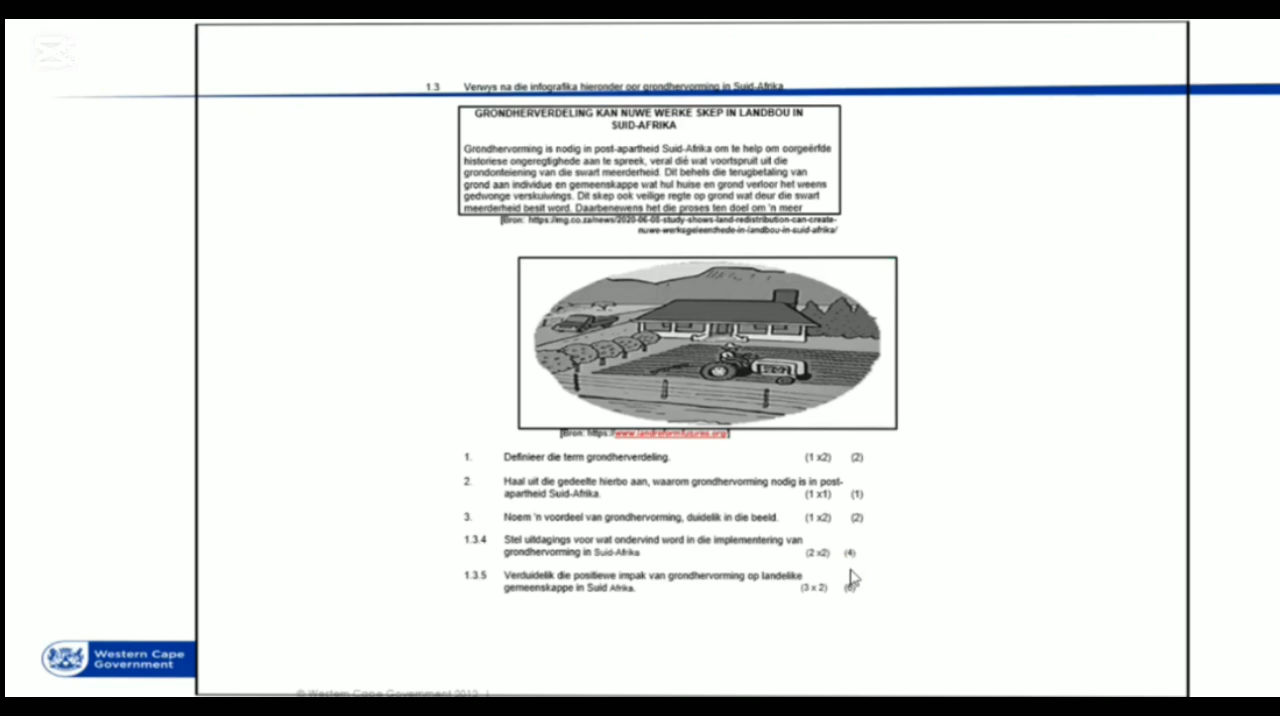 1.3 Verwys na die infografika hieronder oor grondhervorming in Suid-Afrika
GRONDHERVERDELING KAN NUWE WERKE SKEP IN LANDBOU IN
SUID-AFRIKA
Grondhervorming is nodig in post-apartheid Suid-Afrika om te help om oorgeërfde
historiese ongeregtighede aan te spreek, veral dié wat voortspruit uit die
grondonteiening van die swart meerderheid. Dit behels die terugbetaling van
grond aan individue en gemeenskappe wat hul huise en grond verloor het weens
gedwonge verskuiwings. Dit skep ook veilige regte op grond wat deur die swart
meerderheid besit word. Daarbenewens het die proses ten doel om 'n meer
[Bron: https://mg.co.za/news/2020-06-08-study-shows-land-redistribution-can-create-
nuwe-werksgeleenthede-in-landbou-in-suid-afrika/
[Bron: https://www.landreformfutures.org/]
1. Definieer die term grondherverdeling. (1 x2) (2)
2. Haal uit die gedeelte hierbo aan, waarom grondhervorming nodig is in post-
apartheid Suid-Afrika. (1 x1) (1)
3. Noem 'n voordeel van grondhervorming, duidelik in die beeld. (1 x2) (2)
1.3.4 Stel uitdagings voor wat ondervind word in die implementering van
grondhervorming in Suid-Afrika (2 x2) (4)
1.3.5 Verduidelik die positiewe impak van grondhervorming op landelike
gemeenskappe in Suid Afrika. (3 x 2) (6)
Western Cape
Government
© Western Cape Government 2012 |